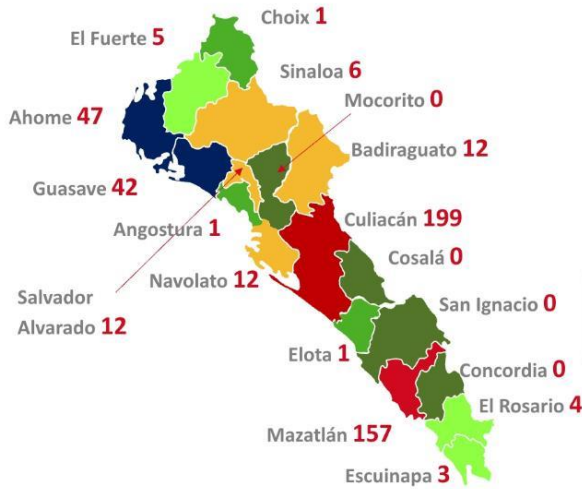 Choix 1
El Fuerte 5
Sinaloa 6
Mocorito 0
Ahome 47
Badiraguato 12
Guasave 42
Culiacán 199
Angostura 1
Cosalá 0
Navolato 12
Salvador
Alvarado 12
San Ignacio 0
Elota 1
Concordia 0
El Rosario 4
Mazatlán 157
Escuinapa 3